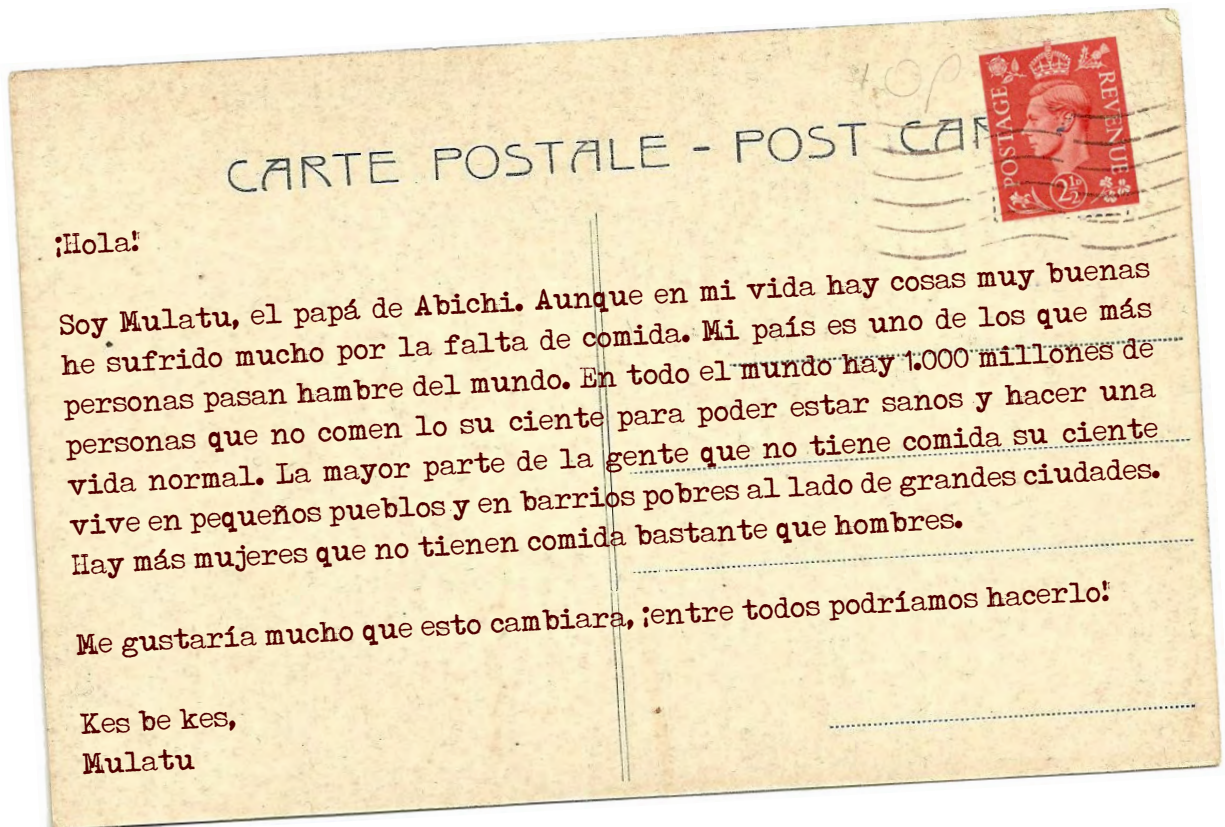 CARTE POSTALE - POST CAR
POSTAGE
REVENUE
2½D
¡Hola!
Soy Mulatu, el papá de Abichi. Aunque en mi vida hay cosas muy buenas
he sufrido mucho por la falta de comida. Mi país es uno de los que más
personas pasan hambre del mundo. En todo el mundo hay 1.000 millones de
personas que no comen lo su ciente para poder estar sanos y hacer una
vida normal. La mayor parte de la gente que no tiene comida su ciente
vive en pequeños pueblos y en barrios pobres al lado de grandes ciudades.
Hay más mujeres que no tienen comida bastante que hombres.
Me gustaría mucho que esto cambiara, ¡entre todos podríamos hacerlo!
Kes be kes,
Mulatu